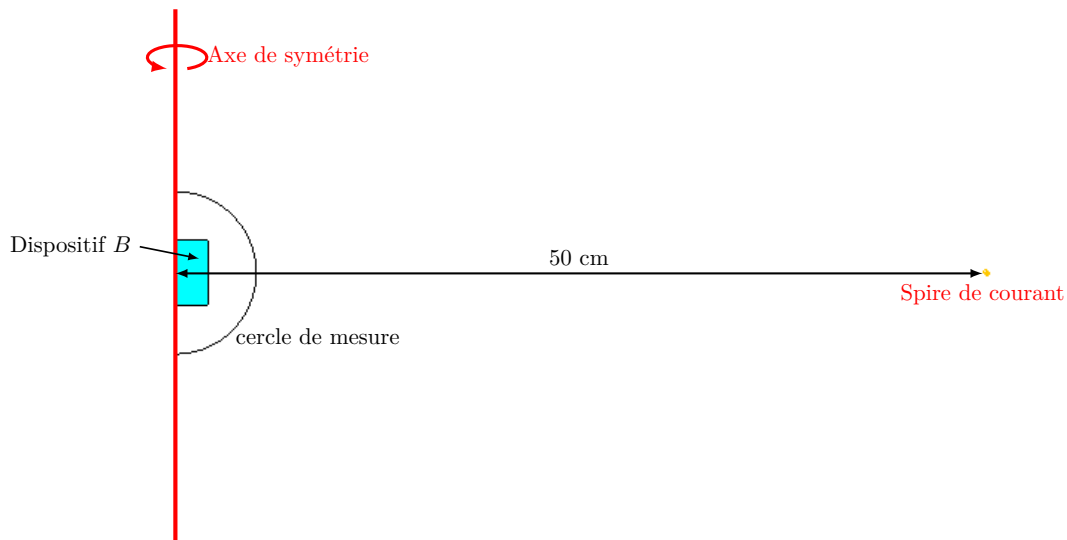 Axe de symétrie
Dispositif B
50 cm
Spire de courant
cercle de mesure